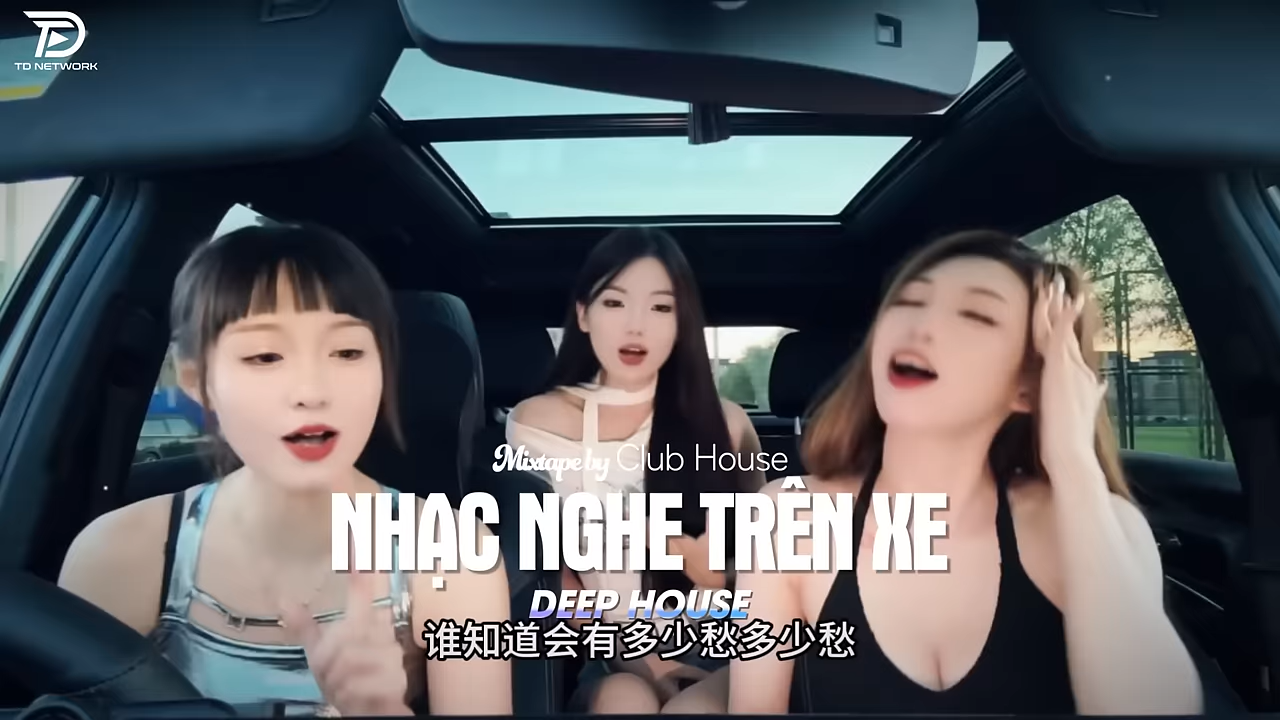 TD NETWORK
Mixtape by Club House
NHẠC NGHE TRÊN XE
DEEP HOUSE
谁知道会有多少愁多少愁